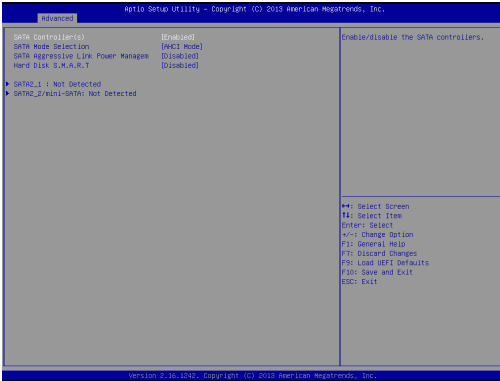 Aptio Setup Utility - Copyright (C) 2013 American Megatrends, Inc.
Advanced
SATA Controller(s) [Enabled]
SATA Mode Selection [AHCI Mode]
SATA Aggressive Link Power Managem [Disabled]
Hard Disk S.M.A.R.T [Disabled]
SATA2_1 : Not Detected
SATA2_2/mini-SATA: Not Detected
Enable/disable the SATA controllers.
→←: Select Screen
↑↓: Select Item
Enter: Select
+/-: Change Option
F1: General Help
F7: Discard Changes
F9: Load UEFI Defaults
F10: Save and Exit
ESC: Exit
Version 2.16.1242. Copyright (C) 2013 American Megatrends, Inc.